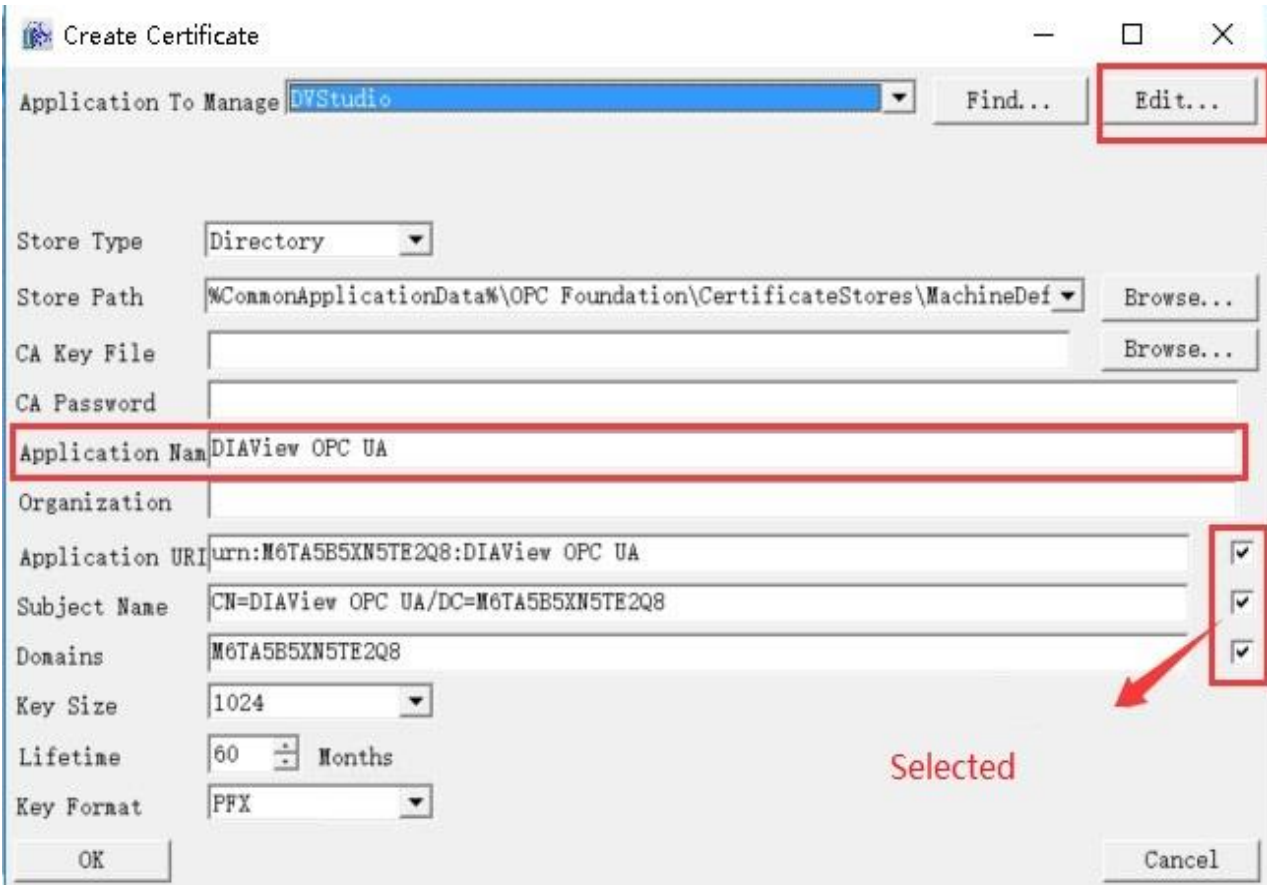 Create Certificate
Application To Manage DVStudio Find... Edit...
Store Type Directory
Store Path %CommonApplicationData%\OPC Foundation\CertificateStores\MachineDef Browse...
CA Key File Browse...
CA Password
Application Nam DIAView OPC UA
Organization
Application URI urn:M6TA5B5XN5TE2Q8:DIAView OPC UA
Subject Name CN=DIAView OPC UA/DC=M6TA5B5XN5TE2Q8
Domains M6TA5B5XN5TE2Q8
Key Size 1024
Lifetime 60 Months
Selected
Key Format PFX
OK Cancel